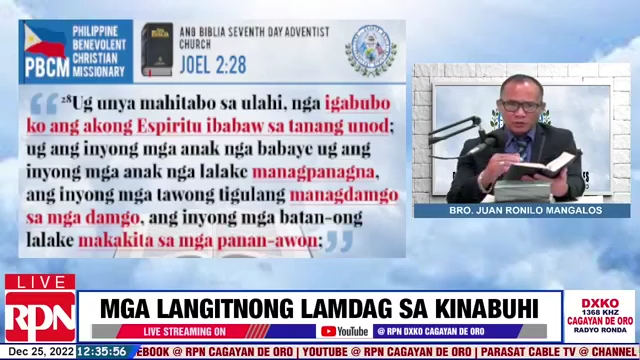 PHILIPPINE
BENEVOLENT
CHRISTIAN
MISSIONARY
PBCM
ANG BIBLIA SEVENTH DAY ADVENTIST
CHURCH
JOEL 2:28
"28Ug unya mahitabo sa ulahi, nga igabubo
ko ang akong Espiritu ibabaw sa tanang unod;
ug ang inyong mga anak nga babaye ug ang
inyong mga anak nga lalake managpanagna,
ang inyong mga tawong tigulang managdamgo
sa mga damgo, ang inyong mga batan-ong
lalake makakita sa mga panan-awon:"
BRO. JUAN RONILO MANGALOS
LIVE
RPN
MGA LANGITNONG LAMDAG SA KINABUHI
LIVE STREAMING ON
YouTube
@ RPN DXKO CAGAYAN DE ORO
DXKO
1368 KHZ
CAGAYAN DE ORO
RADYO RONDA
Dec 25, 2022 12:35:56 EBOOK @ RPN CAGAYAN DE ORO | YOUTUBE @ RPN CAGAYAN DE ORO | PARASAT CABLE TV